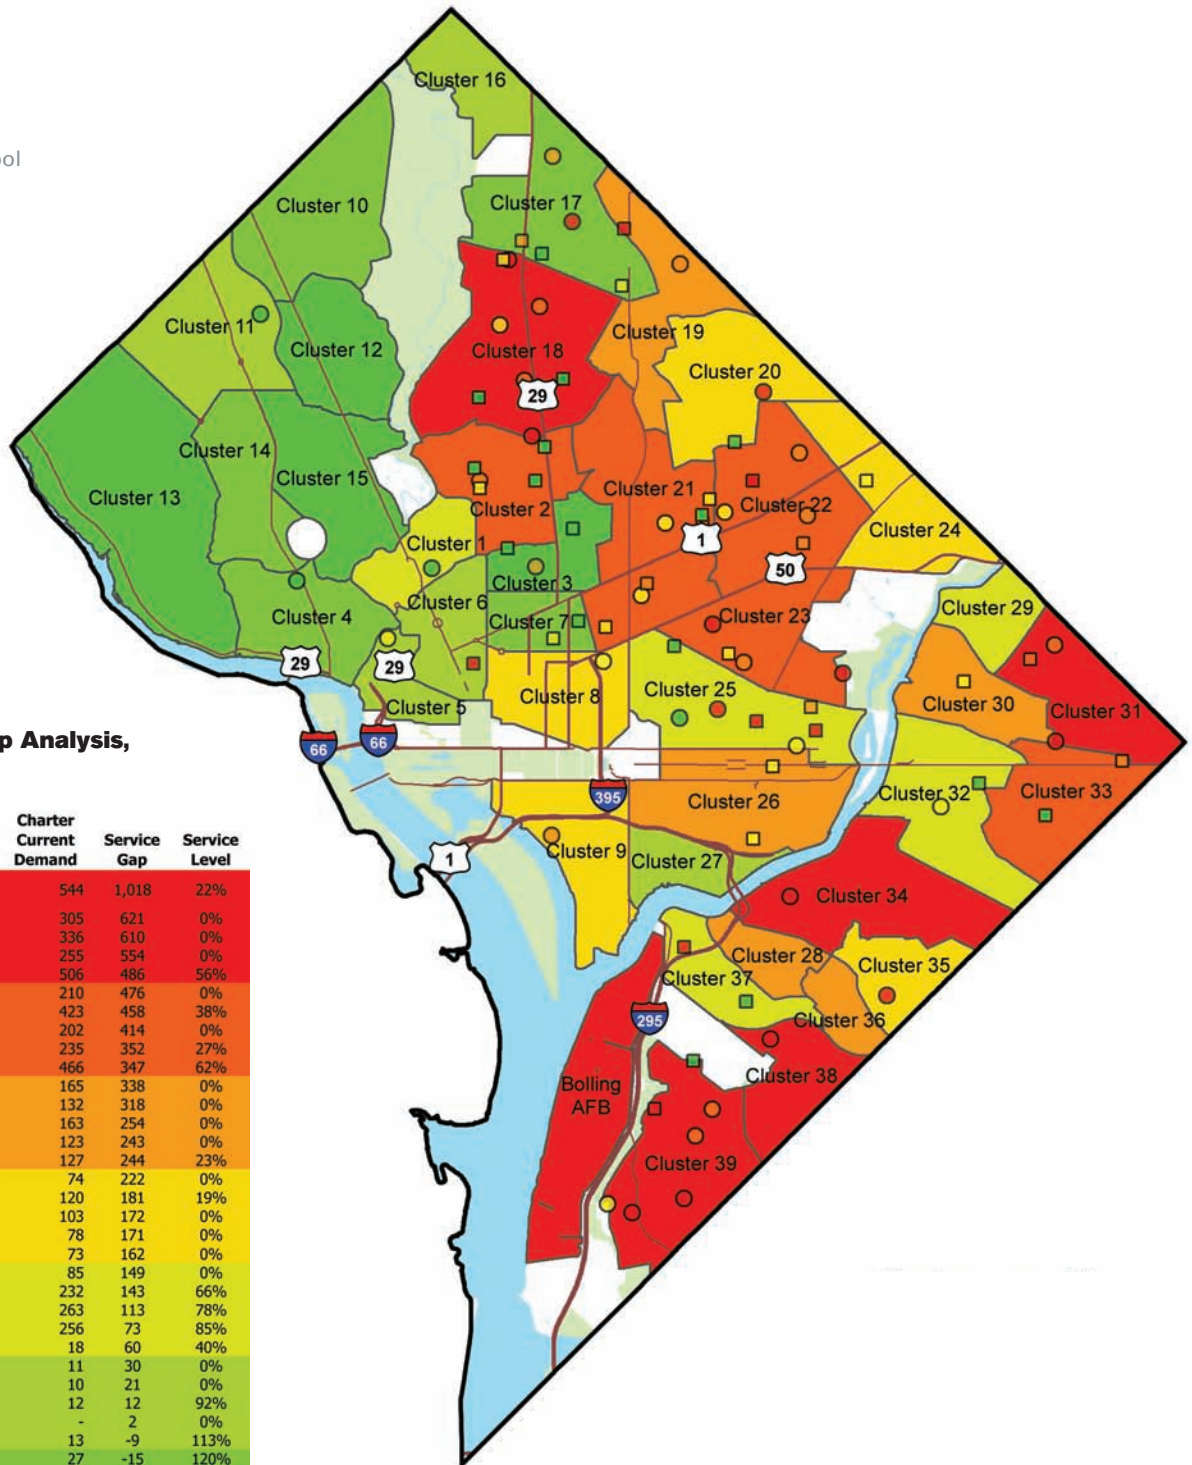 ool
p Analysis,
Charter Current Demand Service Gap Service Level
544 1,018 22%
305 621 0%
336 610 0%
255 554 0%
506 486 56%
210 476 0%
423 458 38%
202 414 0%
235 352 27%
466 347 62%
165 338 0%
132 318 0%
163 254 0%
123 243 0%
127 244 23%
74 222 0%
120 181 19%
103 172 0%
78 171 0%
73 162 0%
85 149 0%
232 143 66%
263 113 78%
256 73 85%
18 60 40%
11 30 0%
10 21 0%
12 12 92%
- 2 0%
13 -9 113%
27 -15 120%
Cluster 16
Cluster 10
Cluster 17
Cluster 11
Cluster 12
Cluster 18
Cluster 19
Cluster 20
29
Cluster 14
Cluster 13
Cluster 15
Cluster 2
Cluster 21
Cluster 22
Cluster 24
Cluster 1
1
50
Cluster 3
Cluster 4
Cluster 6
Cluster 7
Cluster 23
Cluster 29
29
29
Cluster 5
Cluster 8
Cluster 25
Cluster 30
Cluster 31
66
66
395
Cluster 26
Cluster 32
Cluster 33
1
Cluster 9
Cluster 27
Cluster 34
Cluster 28
Cluster 35
Cluster 37
Cluster 36
295
Cluster 38
Bolling
AFB
Cluster 39